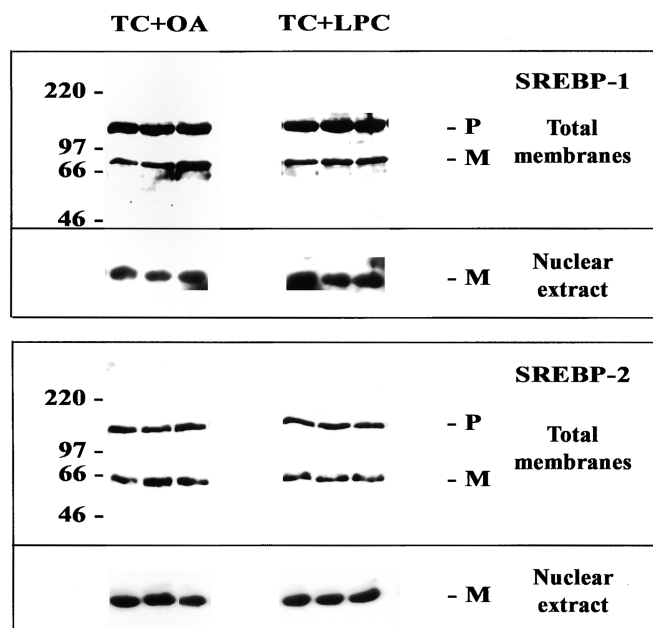 TC+OA TC+LPC
SREBP-1
220 -
- P Total
97 -
- M membranes
66 -
46 -
Nuclear
- M extract
SREBP-2
220 -
- P
Total
97 -
membranes
66 - - M
46 -
Nuclear
- M extract